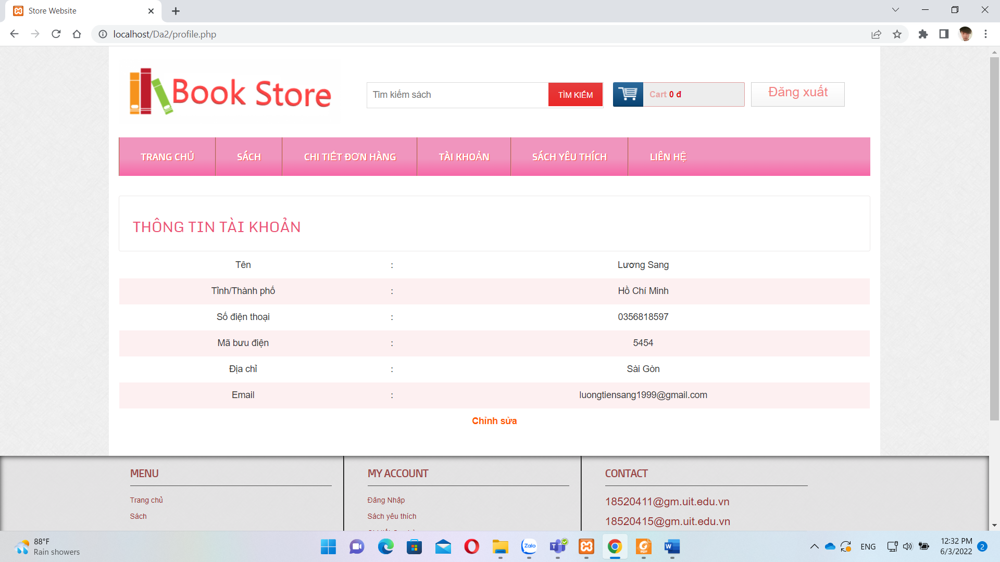 Store Website
localhost/Da2/profile.php
Book Store
Tìm kiếm sách
TÌM KIẾM
Cart 0 đ
Đăng xuất
TRANG CHỦ
SÁCH
CHI TIẾT ĐƠN HÀNG
TÀI KHOẢN
SÁCH YÊU THÍCH
LIÊN HỆ
THÔNG TIN TÀI KHOẢN
Tên : Lương Sang
Tỉnh/Thành phố : Hồ Chí Minh
Số điện thoại : 0356818597
Mã bưu điện : 5454
Địa chỉ : Sài Gòn
Email : luongtiensang1999@gmail.com
Chỉnh sửa
MENU
Trang chủ
Sách
MY ACCOUNT
Đăng Nhập
Sách yêu thích
CONTACT
18520411@gm.uit.edu.vn
18520415@gm.uit.edu.vn
88°F
Rain showers
Zalo
ENG
12:32 PM
6/3/2022
2